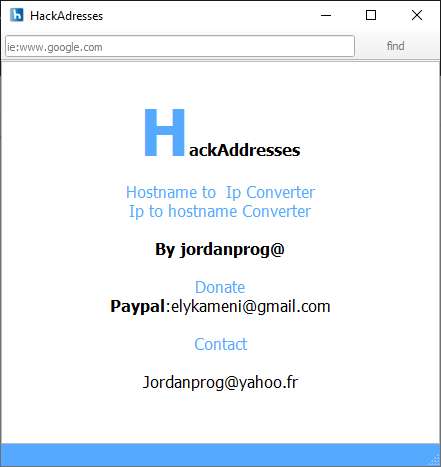 HackAdresses
ie:www.google.com find
HackAddresses
Hostname to Ip Converter
Ip to hostname Converter
By jordanprog@
Donate
Paypal:elykameni@gmail.com
Contact
Jordanprog@yahoo.fr